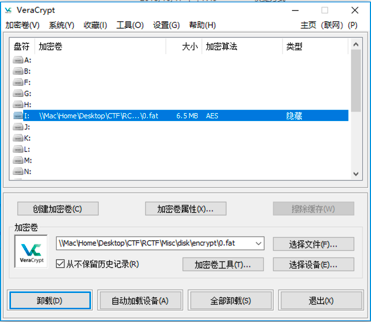 VeraCrypt
加密卷(V) 系统(Y) 收藏(I) 工具(O) 设置(G) 帮助(H) 主页（联网）(P)
盘符 加密卷 大小 加密算法 类型
A:
B:
F:
G:
H:
I: \\Mac\Home\Desktop\CTF\RC...\0.fat 6.5 MB AES 隐藏
J:
K:
L:
M:
N:
创建加密卷(C) 加密卷属性(X)... 擦除缓存(W)
加密卷
VeraCrypt
\\Mac\Home\Desktop\CTF\RCTF\Misc\disk\encrypt\0.fat 选择文件(F)...
从不保留历史记录(R) 加密卷工具(T)... 选择设备(E)...
卸载(D) 自动加载设备(A) 全部卸载(S) 退出(X)